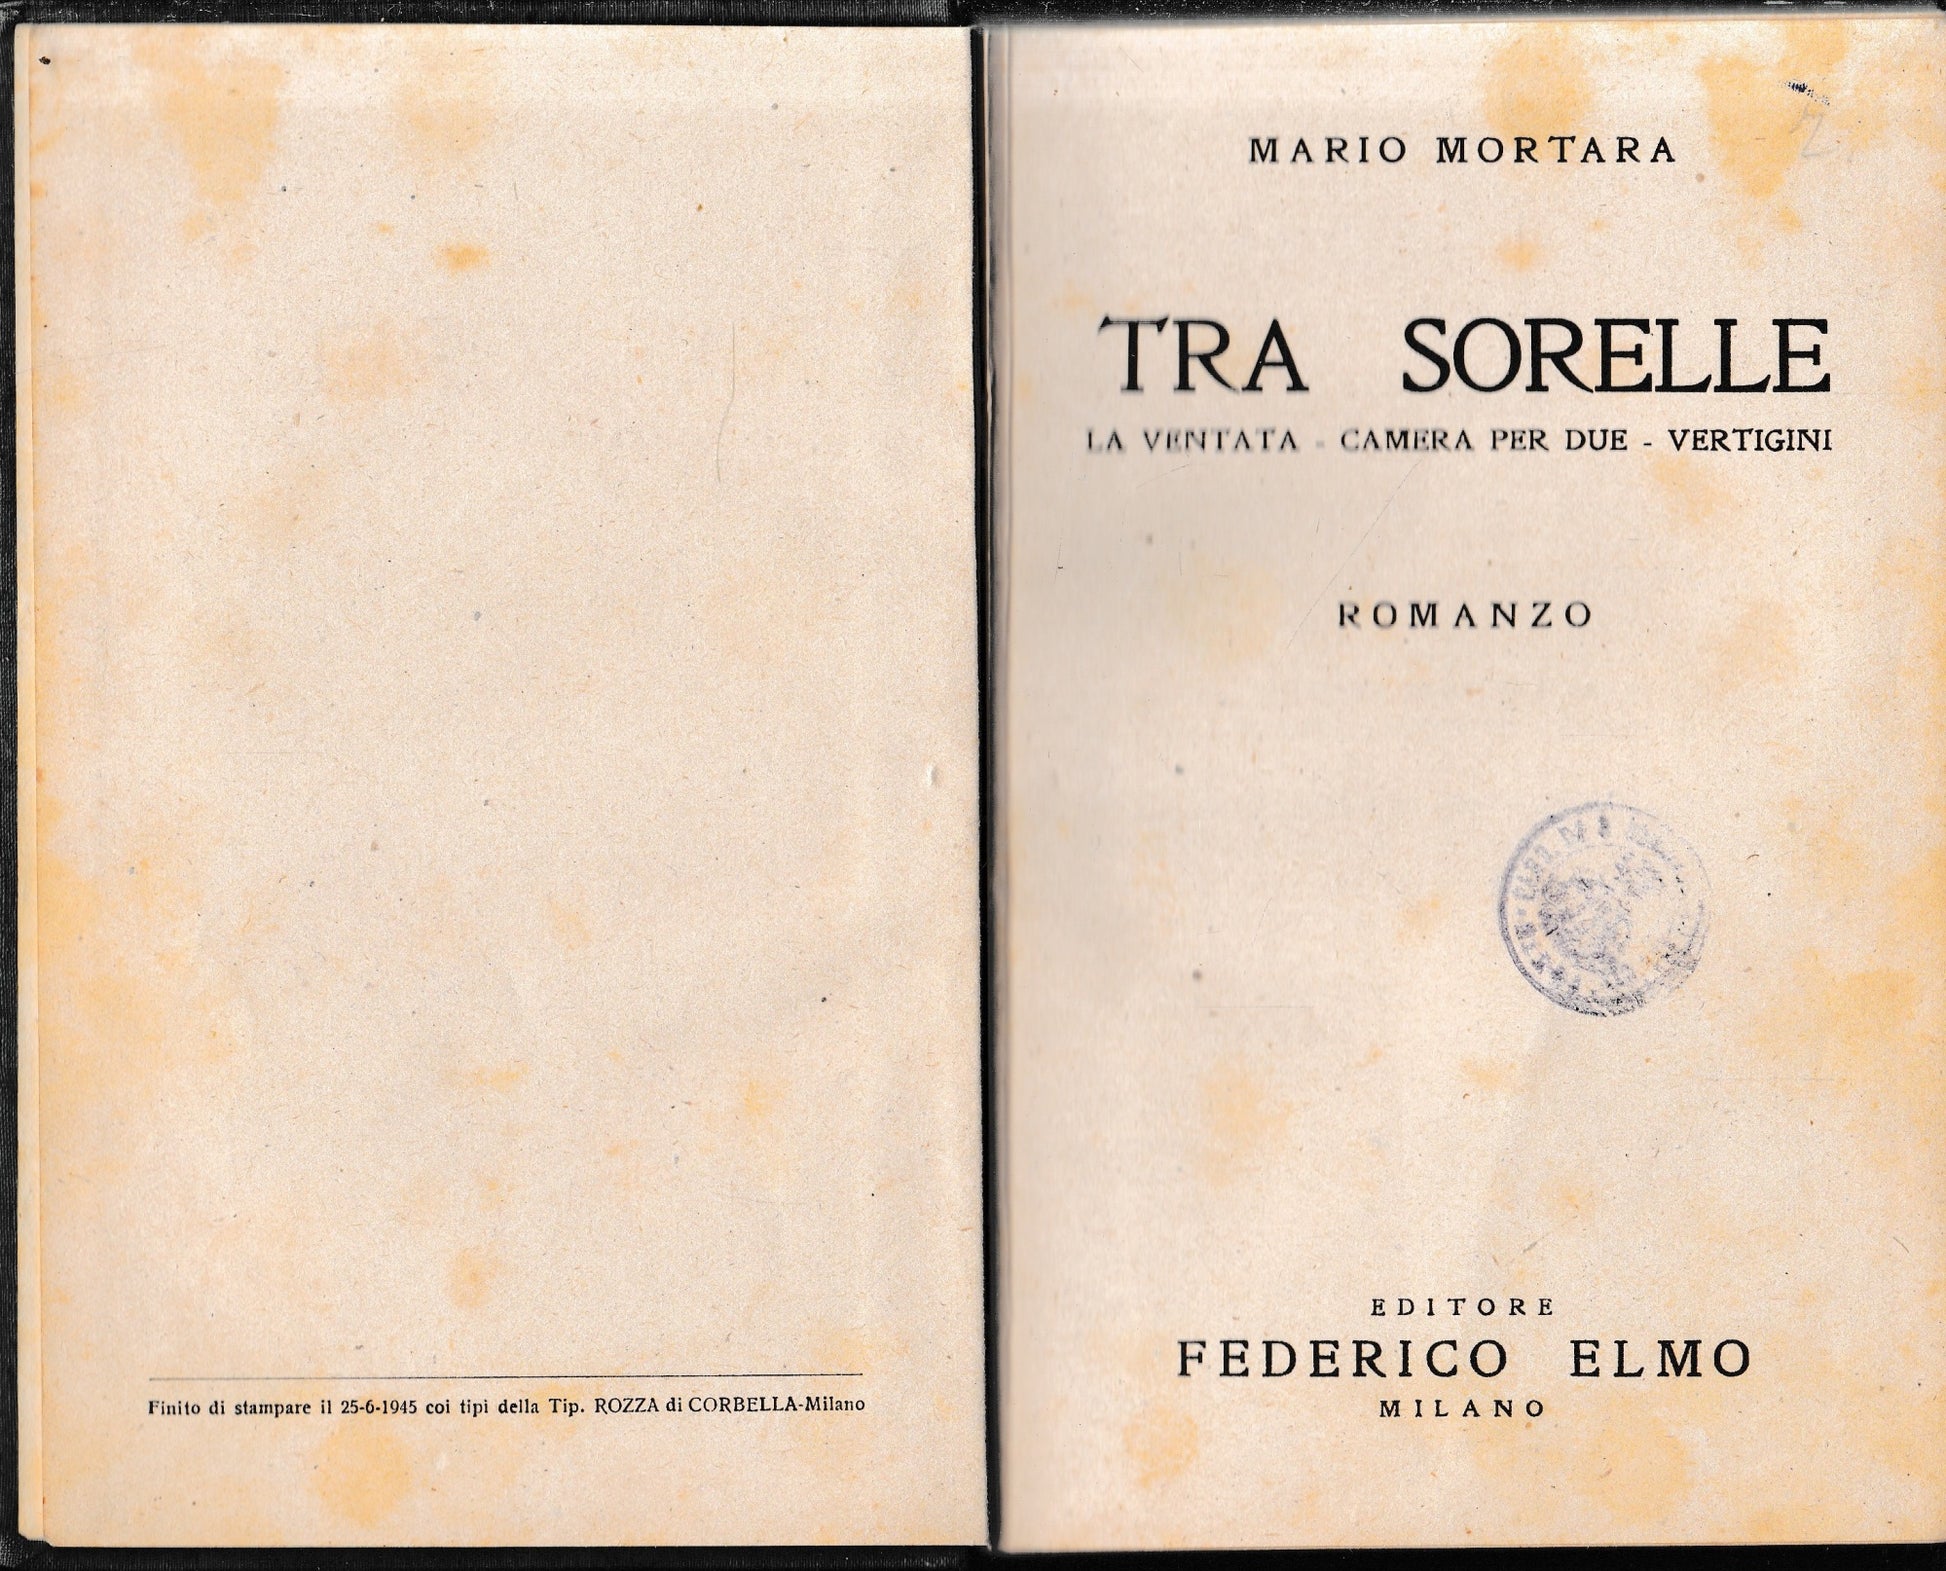 Finito di stampare il 25-6-1945 coi tipi della Tip. ROZZA di CORBELLA-Milano
MARIO MORTARA
TRA SORELLE
LA VENTATA - CAMERA PER DUE - VERTIGINI
ROMANZO
EDITORE
FEDERICO ELMO
MILANO